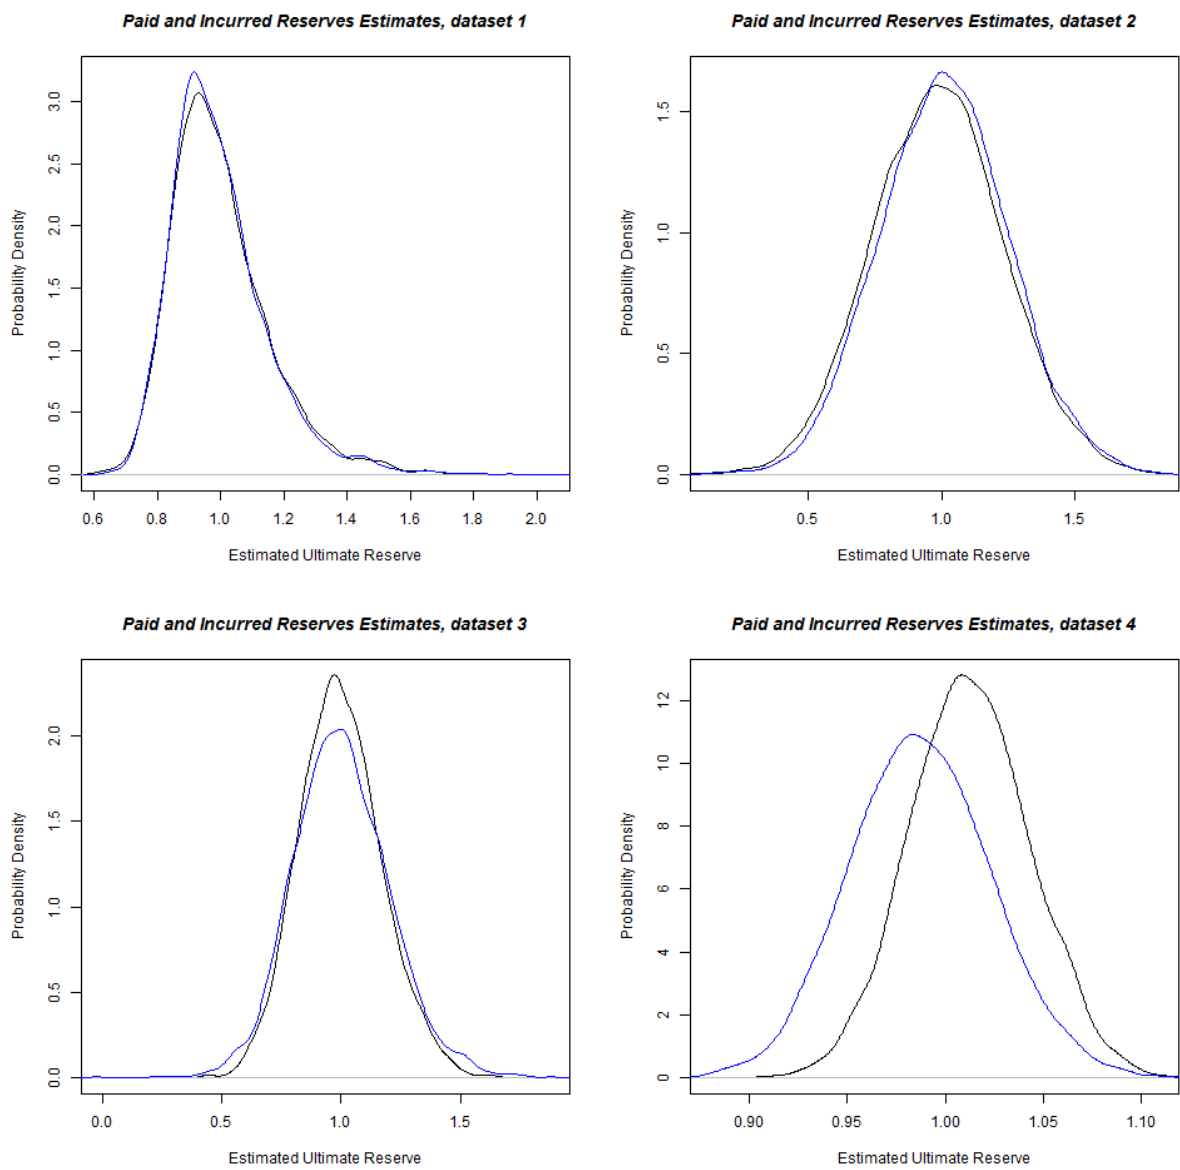 Paid and Incurred Reserves Estimates, dataset 1
Probability Density
0.0 0.5 1.0 1.5 2.0 2.5 3.0
0.6 0.8 1.0 1.2 1.4 1.6 1.8 2.0
Estimated Ultimate Reserve
Paid and Incurred Reserves Estimates, dataset 2
Probability Density
0.0 0.5 1.0 1.5
0.5 1.0 1.5
Estimated Ultimate Reserve
Paid and Incurred Reserves Estimates, dataset 3
Probability Density
0.0 0.5 1.0 1.5 2.0
0.0 0.5 1.0 1.5
Estimated Ultimate Reserve
Paid and Incurred Reserves Estimates, dataset 4
Probability Density
0 2 4 6 8 10 12
0.90 0.95 1.00 1.05 1.10
Estimated Ultimate Reserve